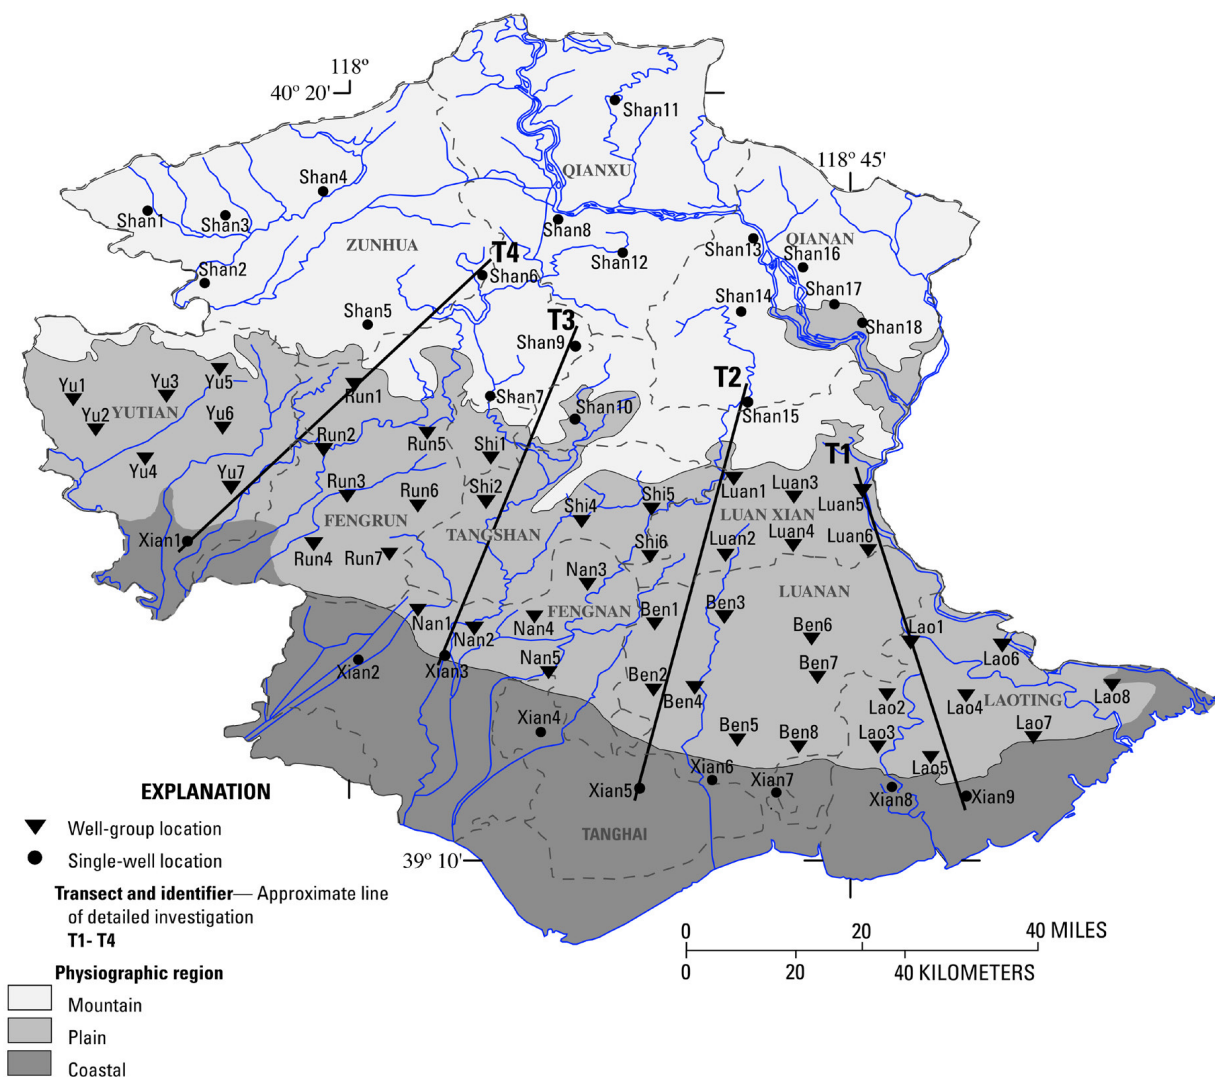 118°
40° 20'
Shan11
118° 45'
QIANXU
Shan4
Shan1
Shan3
Shan8
ZUNHUA
Shan13
QIANAN
Shan16
T4
Shan12
Shan2
Shan6
Shan17
Shan14
Shan5
T3
Shan18
Shan9
Yu5
Yu3
Yu1
T2
Run1
Shan7
Shan10
Shan15
Yu2
YUTIAN
Yu6
Run2
Run5
Shi1
T1
Yu4
Yu7
Run3
Run6
Shi2
Shi4
Shi5
Luan1
Luan3
Luan5
FENGRUN
TANGSHAN
LUAN XIAN
Xian1
Run4
Run7
Shi6
Luan2
Luan4
Luan6
Nan3
LUANAN
FENGNAN
Nan1
Nan2
Nan4
Ben1
Ben3
Ben6
Lao1
Xian2
Xian3
Nan5
Ben7
Lao6
Ben2
Ben4
Lao2
Lao4
LAOTING
Lao8
Xian4
Ben5
Ben8
Lao3
Lao7
Lao5
Xian5
Xian6
Xian7
Xian8
Xian9
TANGHAI
39° 10'
EXPLANATION
Well-group location
Single-well location
Transect and identifier— Approximate line
of detailed investigation
T1- T4
Physiographic region
Mountain
Plain
Coastal
0 20 40 MILES
0 20 40 KILOMETERS